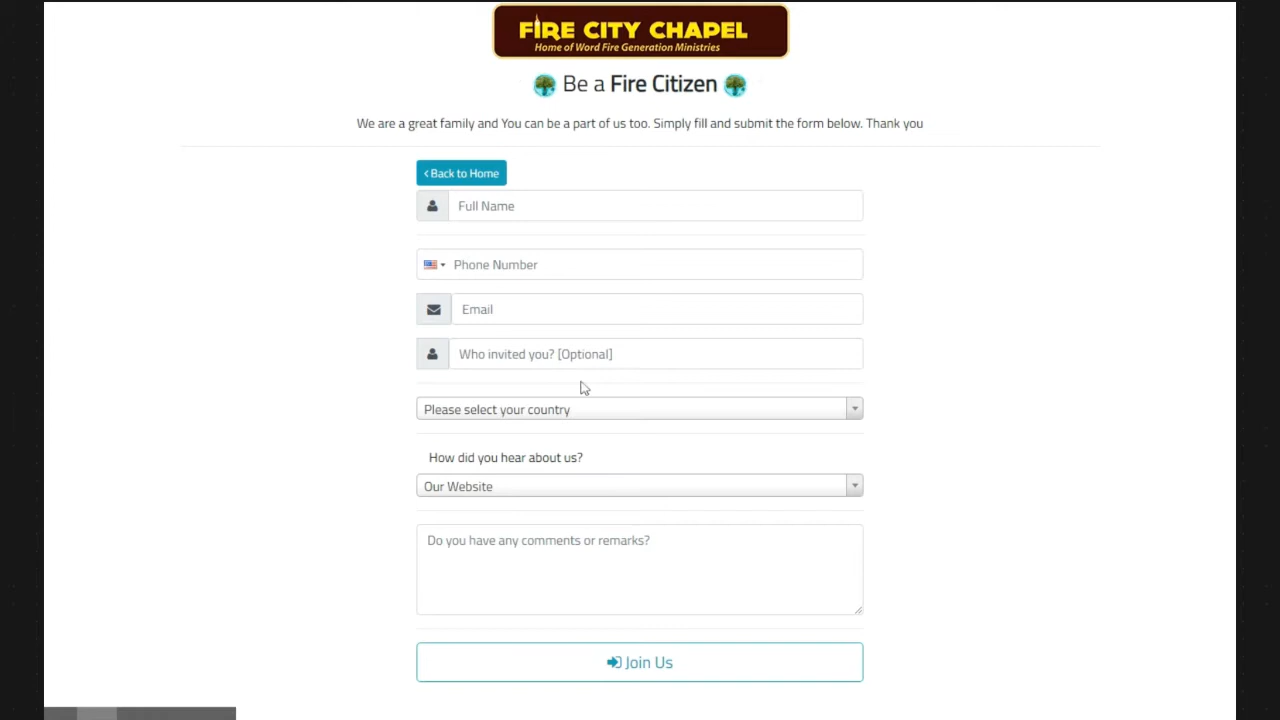 FIRE CITY CHAPEL
Home of Word Fire Generation Ministries
Be a Fire Citizen
We are a great family and You can be a part of us too. Simply fill and submit the form below. Thank you
Back to Home
Full Name
Phone Number
Email
Who invited you? [Optional]
Please select your country
How did you hear about us?
Our Website
Do you have any comments or remarks?
Join Us